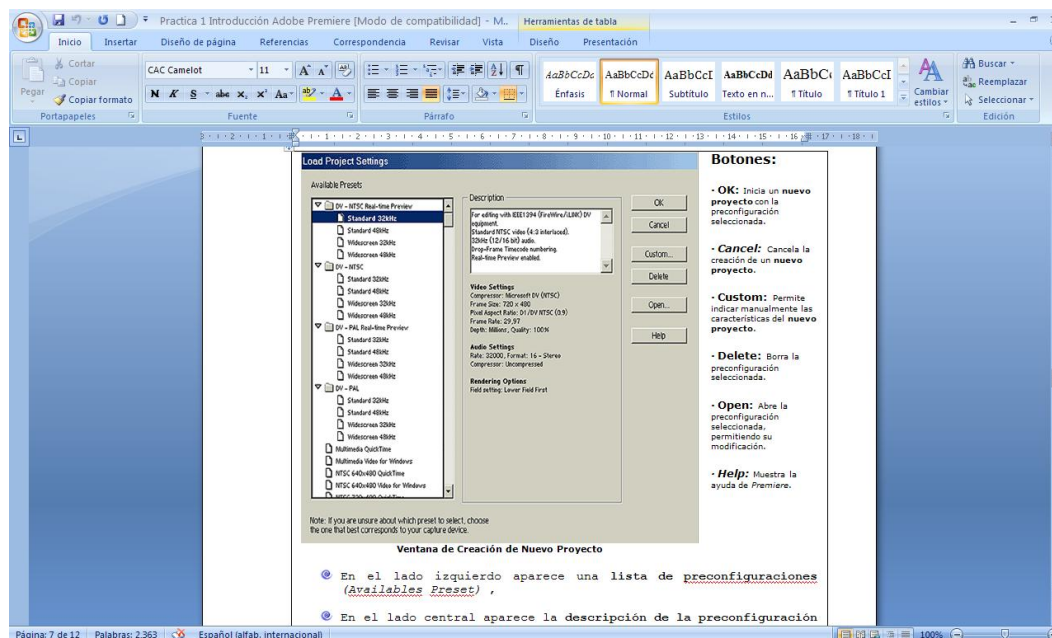 Practica 1 Introducción Adobe Premiere [Modo de compatibilidad] - M..
Herramientas de tabla
Inicio Insertar Diseño de página Referencias Correspondencia Revisar Vista Diseño Presentación
Pegar
Cortar
Copiar
Copiar formato
Portapapeles
CAC Camelot 11
N K S abe x₂ x² Aa
Fuente
Párrafo
AaBbCcDc AaBbCcDc AaBbCcI AaBbCcDd AaBbC AaBbCcI
Énfasis ¶ Normal Subtítulo Texto en n... ¶ Título ¶ Título 1
Cambiar estilos
Estilos
Buscar
Reemplazar
Seleccionar
Edición
Load Project Settings
Available Presets
DV - NTSC Real-time Preview
Standard 32kHz
Standard 48kHz
Widescreen 32kHz
Widescreen 48kHz
DV - NTSC
Standard 32kHz
Standard 48kHz
Widescreen 32kHz
Widescreen 48kHz
DV - PAL Real-time Preview
Standard 32kHz
Standard 48kHz
Widescreen 32kHz
Widescreen 48kHz
DV - PAL
Standard 32kHz
Standard 48kHz
Widescreen 32kHz
Widescreen 48kHz
Multimedia QuickTime
Multimedia Video for Windows
NTSC 640x480 QuickTime
NTSC 640x480 Video for Windows
Description
For editing with IEEE1394 (FireWire/i.LINK) DV
equipment.
Standard NTSC video (4:3 interlaced).
32kHz (12/16 bit) audio.
Drop-Frame Timecode numbering.
Real-time Preview enabled.
Video Settings
Compressor: Microsoft DV (NTSC)
Frame Size: 720 x 480
Pixel Aspect Ratio: D1/DV NTSC (0.9)
Frame Rate: 29,97
Depth: Millions, Quality: 100%
Audio Settings
Rate: 32000, Format: 16 - Stereo
Compressor: Uncompressed
Rendering Options
Field setting: Lower Field First
OK
Cancel
Custom...
Delete
Open...
Help
Note: If you are unsure about which preset to select, choose
the one that best corresponds to your capture device.
Botones:
· OK: Inicia un nuevo
proyecto con la
preconfiguración
seleccionada.
· Cancel: Cancela la
creación de un nuevo
proyecto.
· Custom: Permite
indicar manualmente las
características del nuevo
proyecto.
· Delete: Borra la
preconfiguración
seleccionada.
· Open: Abre la
preconfiguración
seleccionada,
permitiendo su
modificación.
· Help: Muestra la
ayuda de Premiere.
Ventana de Creación de Nuevo Proyecto
En el lado izquierdo aparece una lista de preconfiguraciones
(Availables Preset) ,
En el lado central aparece la descripción de la preconfiguración
Página: 7 de 12 Palabras: 2.363 Español (alfab. internacional) 100%